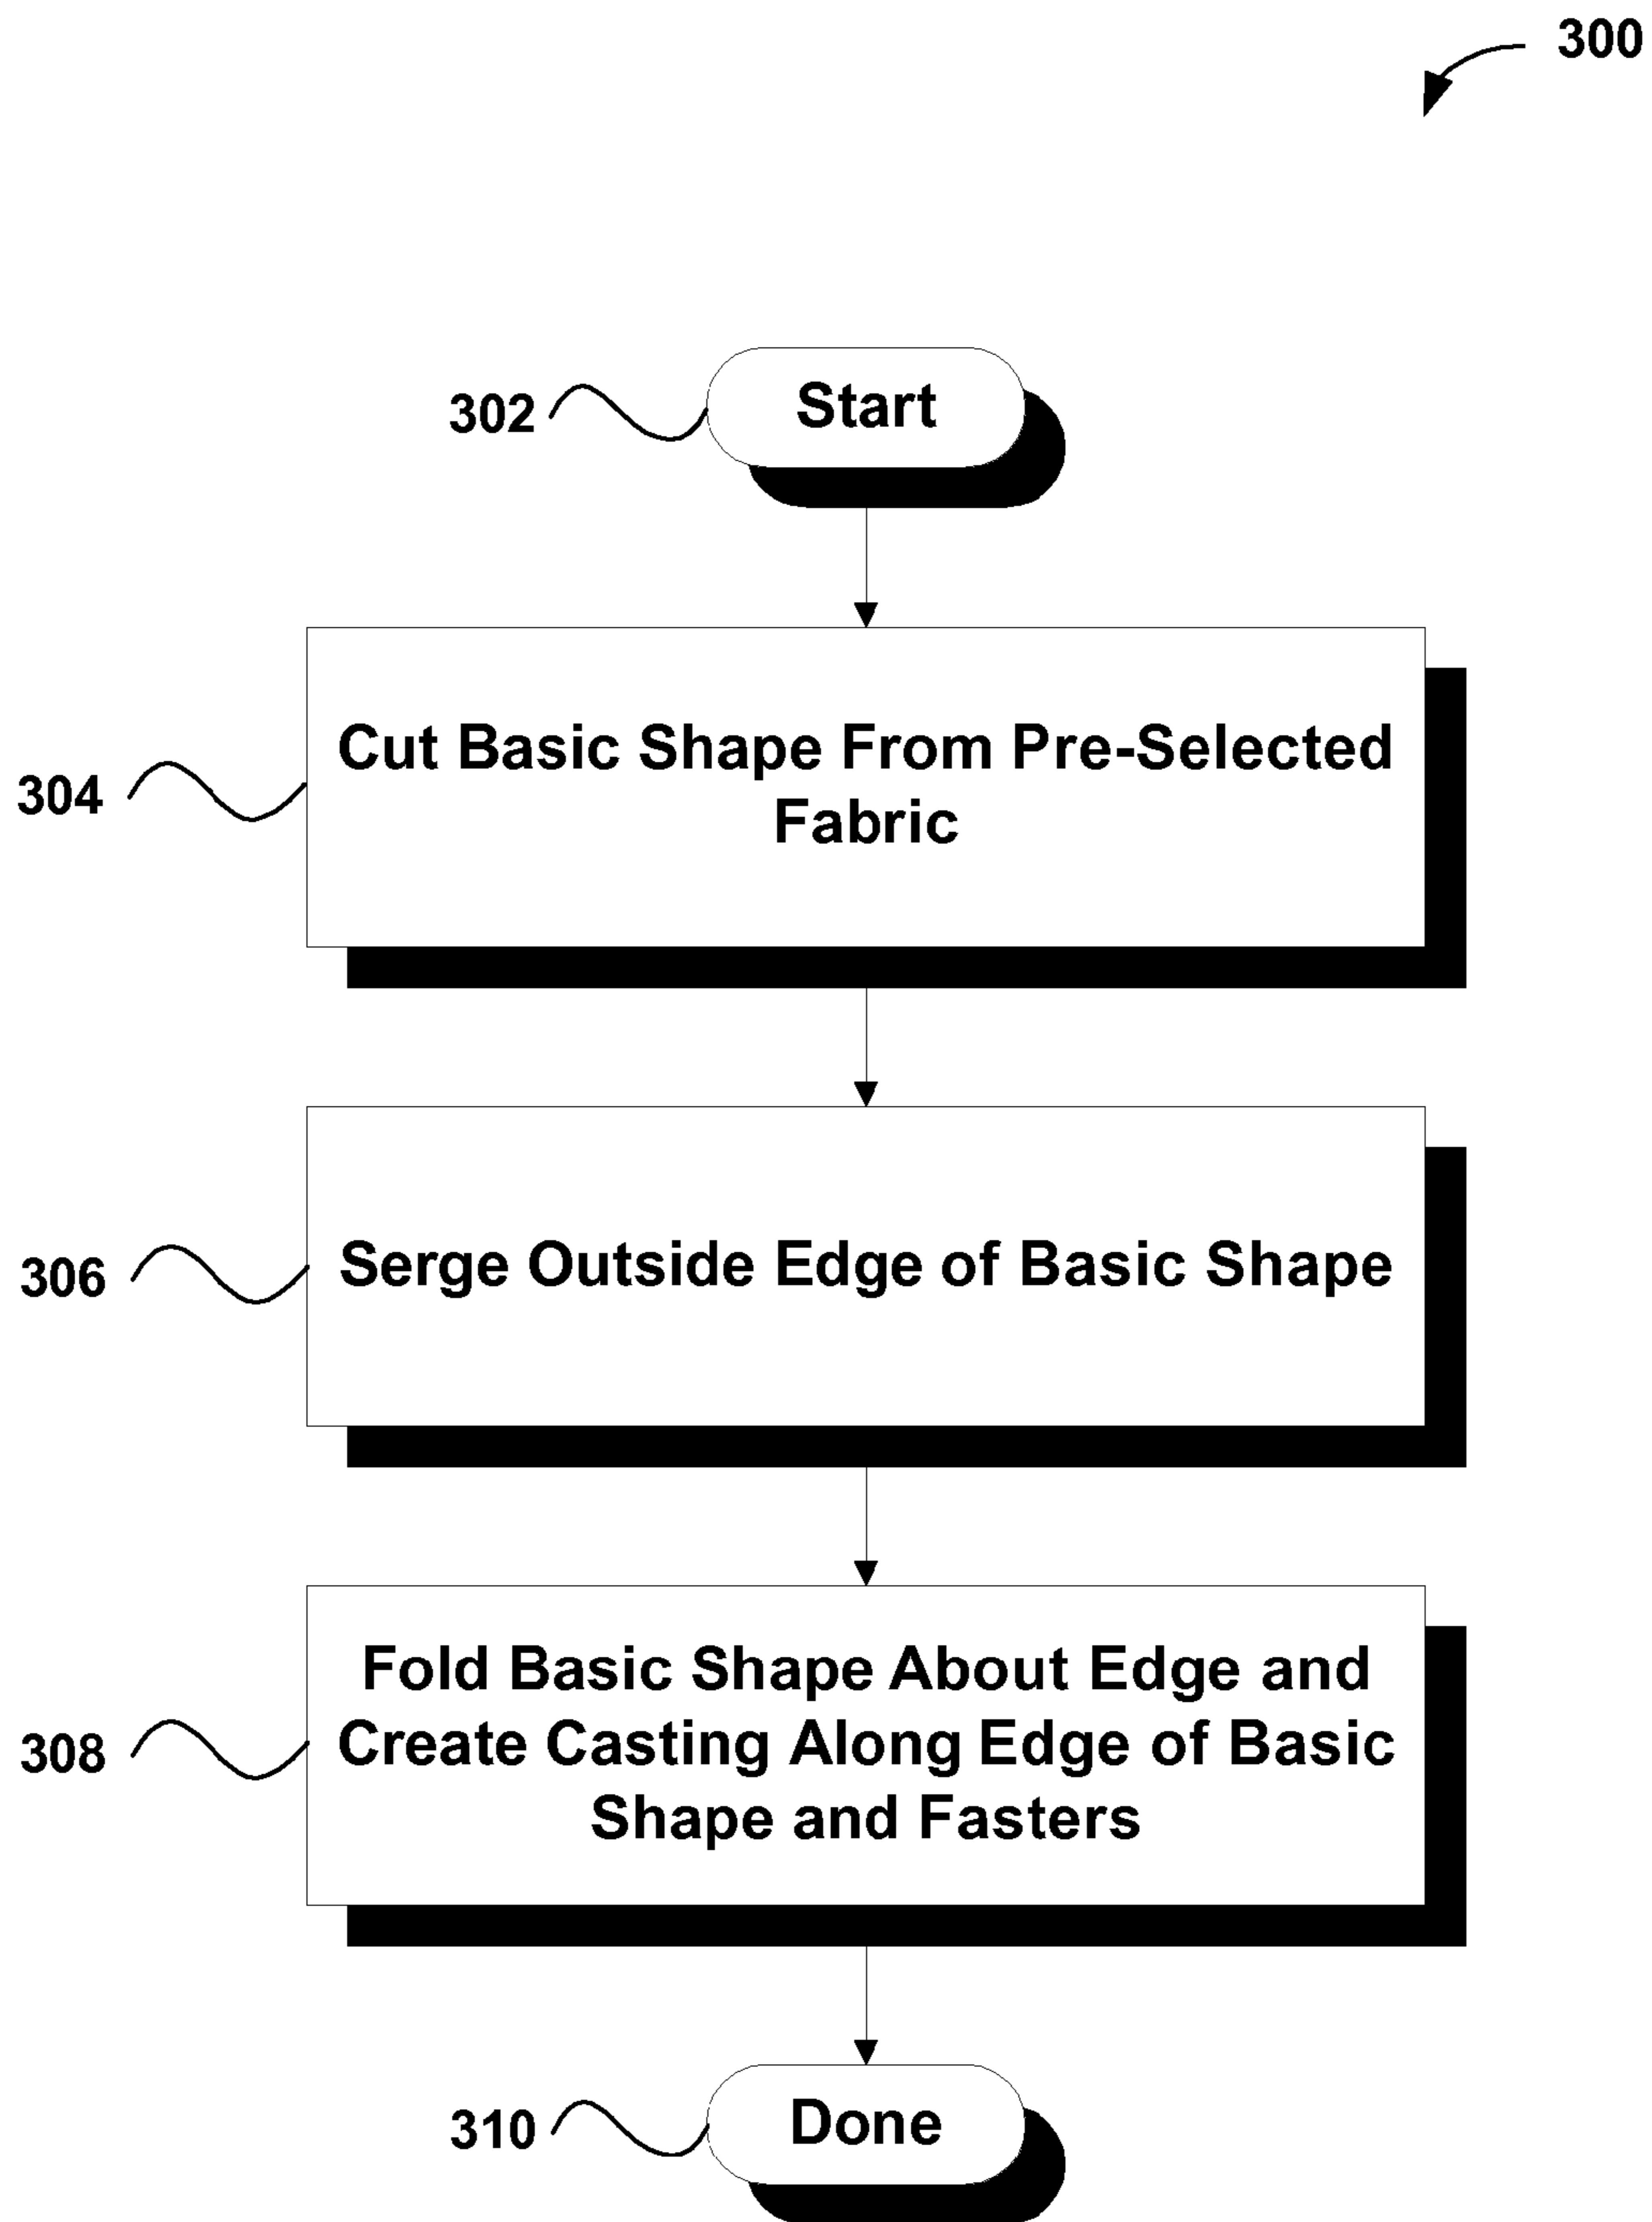 300
302
Start
304
Cut Basic Shape From Pre-Selected
Fabric
306
Serge Outside Edge of Basic Shape
308
Fold Basic Shape About Edge and
Create Casting Along Edge of Basic
Shape and Fasters
310
Done